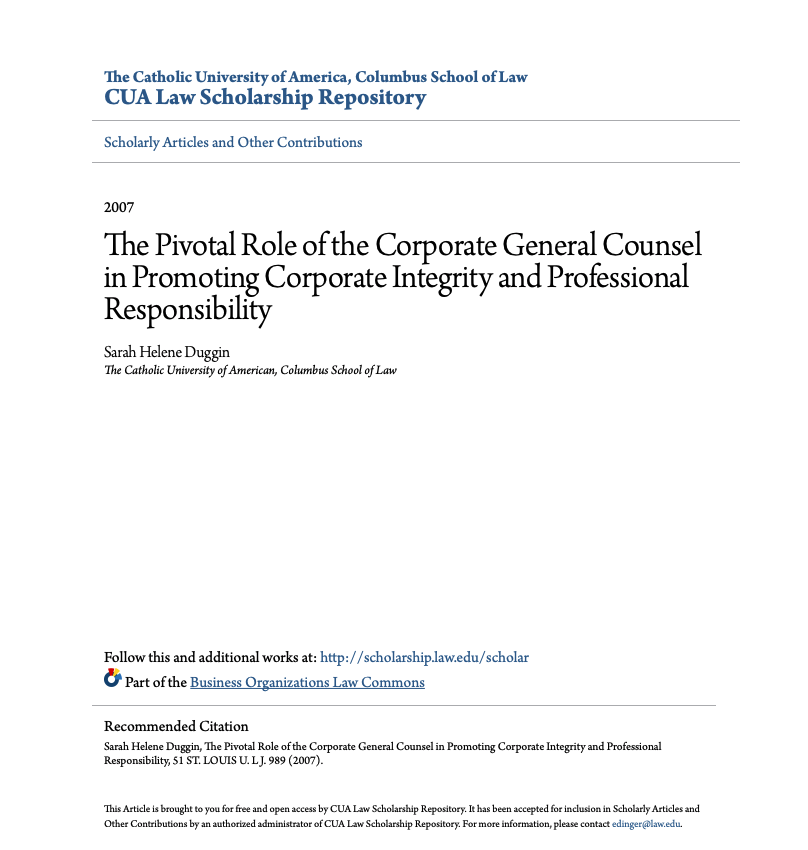 The Catholic University of America, Columbus School of Law
CUA Law Scholarship Repository
Scholarly Articles and Other Contributions
2007
The Pivotal Role of the Corporate General Counsel
in Promoting Corporate Integrity and Professional
Responsibility
Sarah Helene Duggin
The Catholic University of American, Columbus School of Law
Follow this and additional works at: http://scholarship.law.edu/scholar
Part of the Business Organizations Law Commons
Recommended Citation
Sarah Helene Duggin, The Pivotal Role of the Corporate General Counsel in Promoting Corporate Integrity and Professional
Responsibility, 51 ST. LOUIS U. L J. 989 (2007).
This Article is brought to you for free and open access by CUA Law Scholarship Repository. It has been accepted for inclusion in Scholarly Articles and
Other Contributions by an authorized administrator of CUA Law Scholarship Repository. For more information, please contact edinger@law.edu.